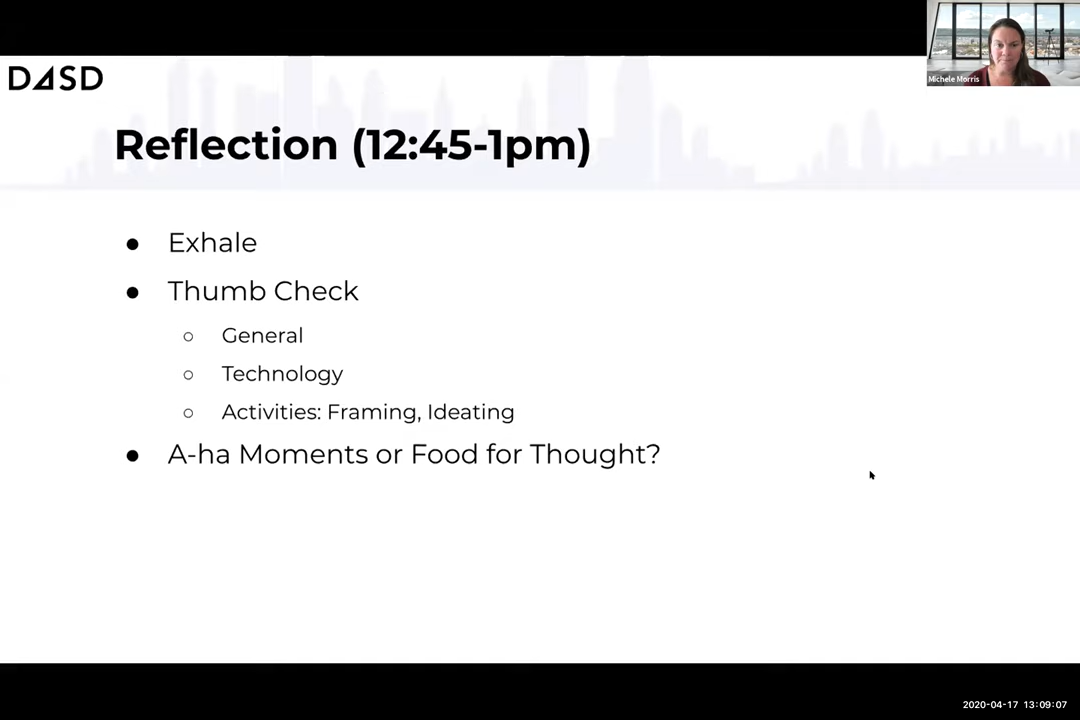 D4SD
Michele Morris
Reflection (12:45-1pm)
● Exhale
● Thumb Check
○ General
○ Technology
○ Activities: Framing, Ideating
● A-ha Moments or Food for Thought?
2020-04-17 13:09:07